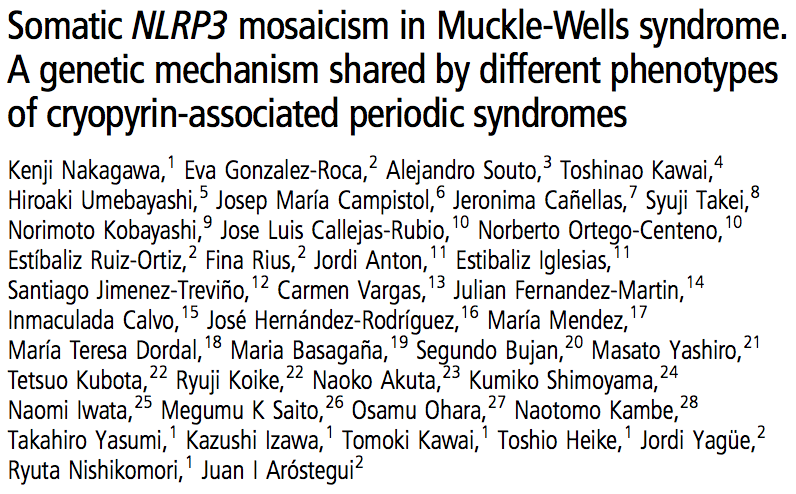 Somatic NLRP3 mosaicism in Muckle-Wells syndrome.
A genetic mechanism shared by different phenotypes
of cryopyrin-associated periodic syndromes
Kenji Nakagawa,1 Eva Gonzalez-Roca,2 Alejandro Souto,3 Toshinao Kawai,4
Hiroaki Umebayashi,5 Josep María Campistol,6 Jeronima Cañellas,7 Syuji Takei,8
Norimoto Kobayashi,9 Jose Luis Callejas-Rubio,10 Norberto Ortego-Centeno,10
Estíbaliz Ruiz-Ortiz,2 Fina Rius,2 Jordi Anton,11 Estibaliz Iglesias,11
Santiago Jimenez-Treviño,12 Carmen Vargas,13 Julian Fernandez-Martin,14
Inmaculada Calvo,15 José Hernández-Rodríguez,16 María Mendez,17
María Teresa Dordal,18 Maria Basagaña,19 Segundo Bujan,20 Masato Yashiro,21
Tetsuo Kubota,22 Ryuji Koike,22 Naoko Akuta,23 Kumiko Shimoyama,24
Naomi Iwata,25 Megumu K Saito,26 Osamu Ohara,27 Naotomo Kambe,28
Takahiro Yasumi,1 Kazushi Izawa,1 Tomoki Kawai,1 Toshio Heike,1 Jordi Yagüe,2
Ryuta Nishikomori,1 Juan I Aróstegui2